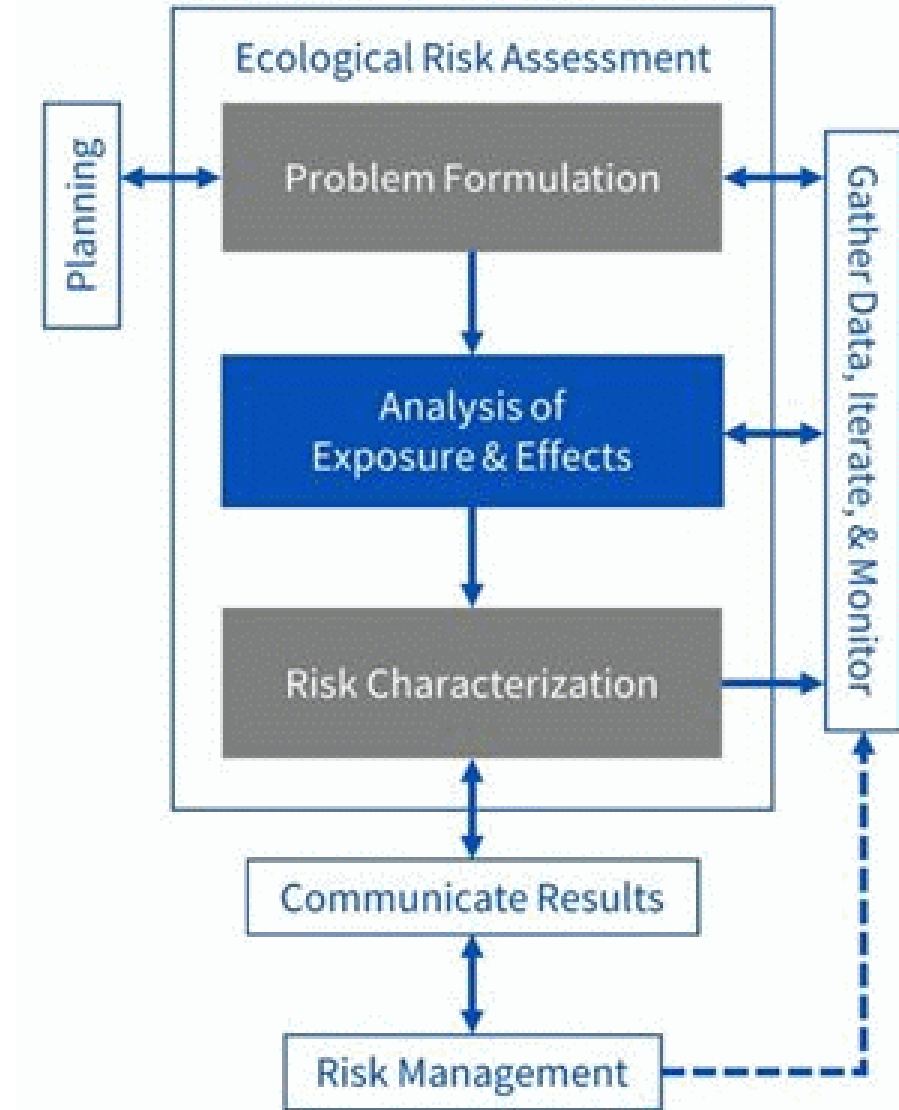 Ecological Risk Assessment
Planning
Problem Formulation
Gather Data, Iterate, & Monitor
Analysis of
Exposure & Effects
Risk Characterization
Communicate Results
Risk Management